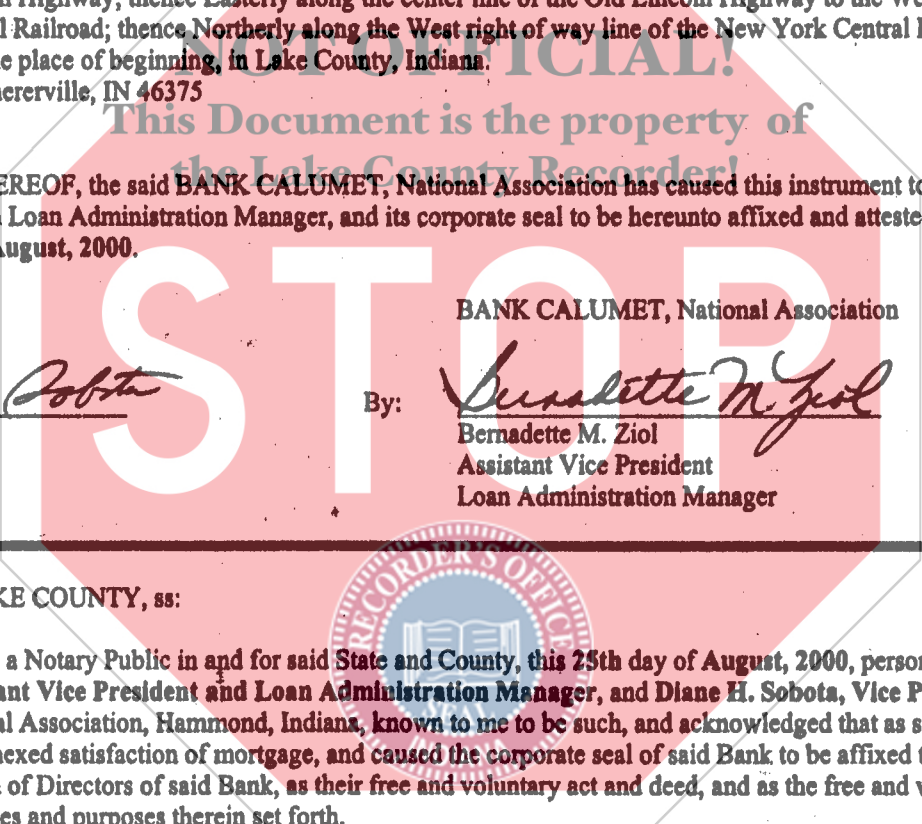 Highway, thence Easterly along the center line of the Old Lincoln Highway to the W
l Railroad; thence Northerly along the West right of way line of the New York Central
e place of beginning, in Lake County, Indiana.
NOT OFFICIAL!
ererville, IN 46375
This Document is the property of
the Lake County Recorder!
EREOF, the said BANK CALUMET, National Association has caused this instrument to
Loan Administration Manager, and its corporate seal to be hereunto affixed and atteste
ugust, 2000.
STOP
BANK CALUMET, National Association
Sobota
By: Bernadette M. Ziol
Bernadette M. Ziol
Assistant Vice President
Loan Administration Manager
RECORDER'S OFFICE
SEAL
KE COUNTY, ss:
a Notary Public in and for said State and County, this 25th day of August, 2000, person
ant Vice President and Loan Administration Manager, and Diane H. Sobota, Vice P
al Association, Hammond, Indiana, known to me to be such, and acknowledged that as s
nexed satisfaction of mortgage, and caused the corporate seal of said Bank to be affixed t
of Directors of said Bank, as their free and voluntary act and deed, and as the free and v
es and purposes therein set forth.